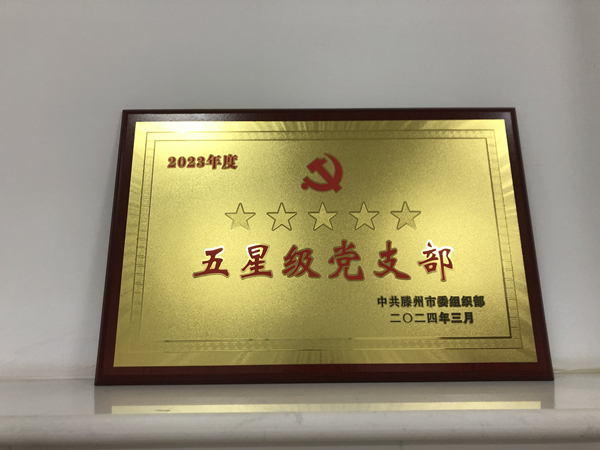 2023年度
五星级党支部
中共滕州市委组织部
二〇二四年三月